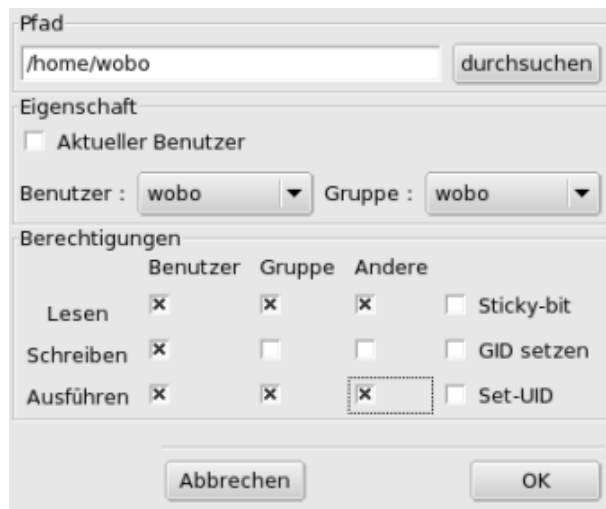 Pfad
/home/wobo durchsuchen
Eigenschaft
Aktueller Benutzer
Benutzer : wobo Gruppe : wobo
Berechtigungen
Benutzer Gruppe Andere
Lesen Sticky-bit
Schreiben GID setzen
Ausführen Set-UID
Abbrechen OK